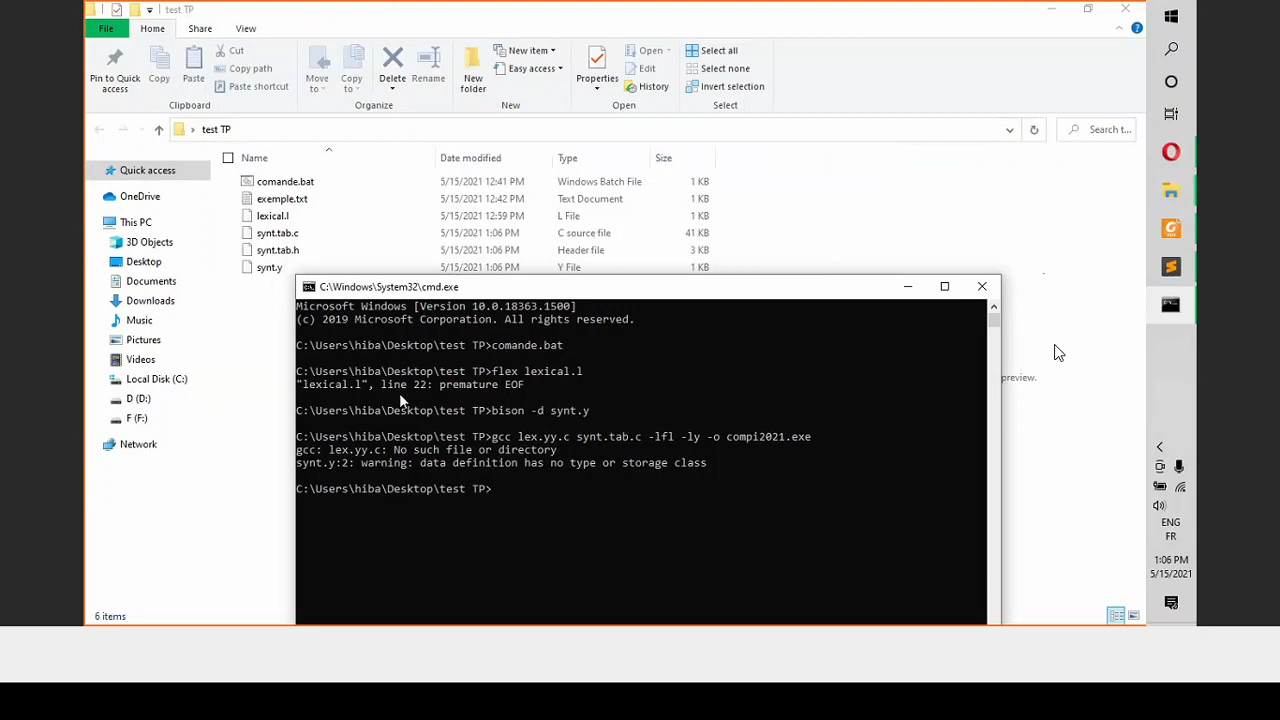 test TP
File Home Share View
Pin to Quick access
Copy
Paste
Cut
Copy path
Paste shortcut
Clipboard
Move to
Copy to
Delete
Rename
Organize
New folder
New item
Easy access
New
Properties
Open
Edit
History
Open
Select all
Select none
Invert selection
Select
test TP
Search t...
Name Date modified Type Size
comande.bat 5/15/2021 12:41 PM Windows Batch File 1 KB
exemple.txt 5/15/2021 12:42 PM Text Document 1 KB
lexical.l 5/15/2021 12:59 PM L File 1 KB
synt.tab.c 5/15/2021 1:06 PM C source file 41 KB
synt.tab.h 5/15/2021 1:06 PM Header file 3 KB
synt.y 5/15/2021 1:06 PM Y File 1 KB
Quick access
OneDrive
This PC
3D Objects
Desktop
Documents
Downloads
Music
Pictures
Videos
Local Disk (C:)
D (D:)
F (F:)
Network
6 items
preview.
C:\Windows\System32\cmd.exe
Microsoft Windows [Version 10.0.18363.1500]
(c) 2019 Microsoft Corporation. All rights reserved.
C:\Users\hiba\Desktop\test TP>comande.bat
C:\Users\hiba\Desktop\test TP>flex lexical.l
"lexical.l", line 22: premature EOF
C:\Users\hiba\Desktop\test TP>bison -d synt.y
C:\Users\hiba\Desktop\test TP>gcc lex.yy.c synt.tab.c -lfl -ly -o compi2021.exe
gcc: lex.yy.c: No such file or directory
synt.y:2: warning: data definition has no type or storage class
C:\Users\hiba\Desktop\test TP>
ENG
FR
1:06 PM
5/15/2021